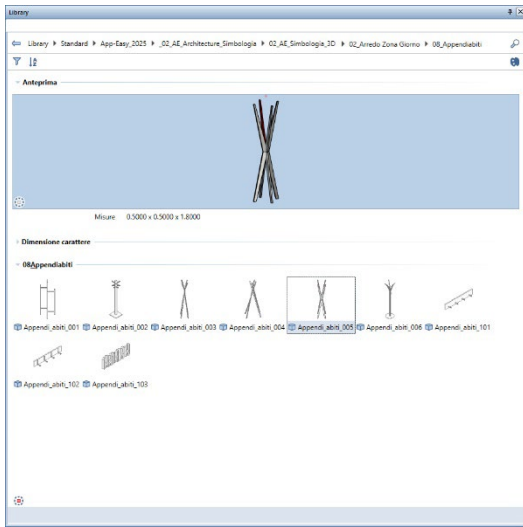 Library
Library Standard App-Easy_2025 _02_AE_Architecture_Simbologia 02_AE_Simbologia_3D 02_Arredo Zona Giorno 08_Appendiabiti
Anteprima
Misure 0.5000 x 0.5000 x 1.8000
Dimensione carattere
08Appendiabiti
Appendi_abiti_001 Appendi_abiti_002 Appendi_abiti_003 Appendi_abiti_004 Appendi_abiti_005 Appendi_abiti_006 Appendi_abiti_101
Appendi_abiti_102 Appendi_abiti_103